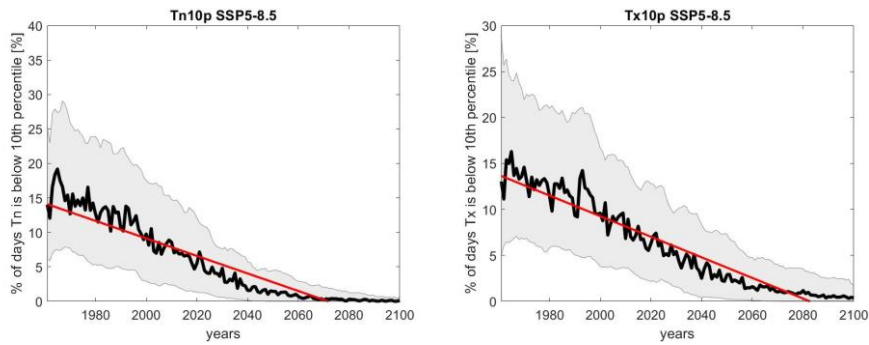 Tn10p SSP5-8.5
% of days Tn is below 10th percentile [%]
40
35
30
25
20
15
10
5
0
1980 2000 2020 2040 2060 2080 2100
years
Tx10p SSP5-8.5
% of days Tx is below 10th percentile [%]
30
25
20
15
10
5
0
1980 2000 2020 2040 2060 2080 2100
years